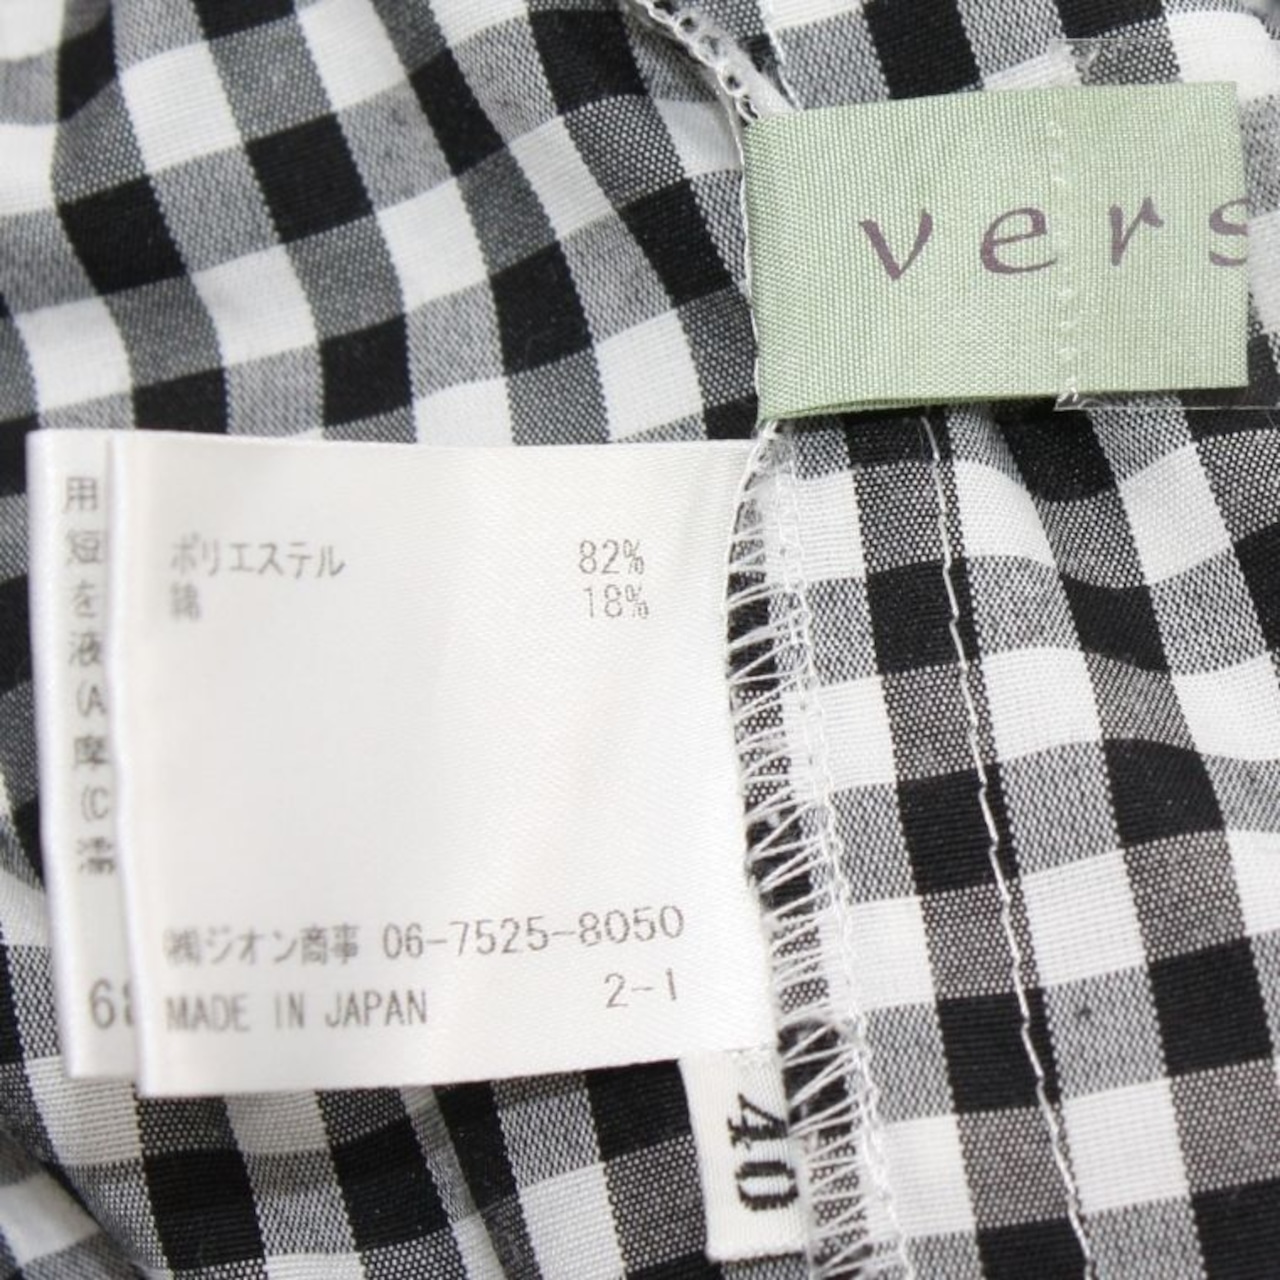 vers
ポリエステル 82%
綿 18%
㈱ジオン商事 06-7525-8050
MADE IN JAPAN 2-1
40
用
短
を
液
(A
摩
(C
濡
68